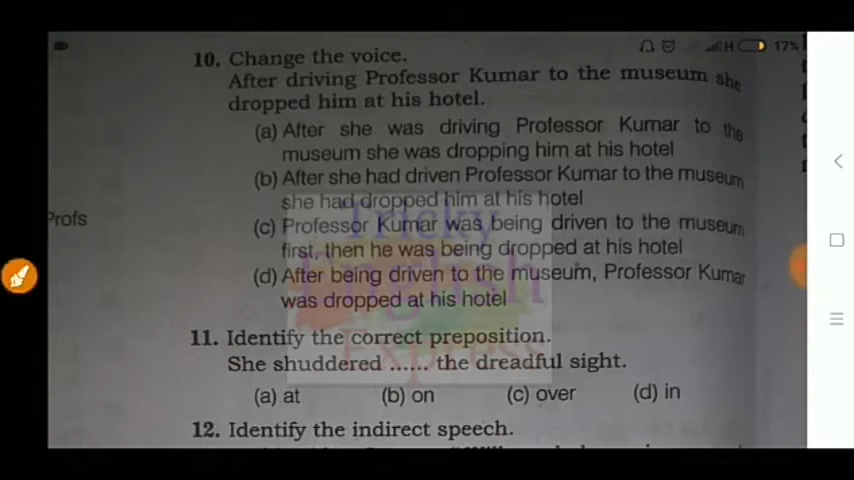 H 17%
10. Change the voice.
After driving Professor Kumar to the museum she
dropped him at his hotel.
(a) After she was driving Professor Kumar to the
museum she was dropping him at his hotel
(b) After she had driven Professor Kumar to the museum
she had dropped him at his hotel
(c) Professor Kumar was being driven to the museum
first, then he was being dropped at his hotel
(d) After being driven to the museum, Professor Kumar
was dropped at his hotel
Profs
Tricky
English
Express
11. Identify the correct preposition.
She shuddered ...... the dreadful sight.
(a) at (b) on (c) over (d) in
12. Identify the indirect speech.